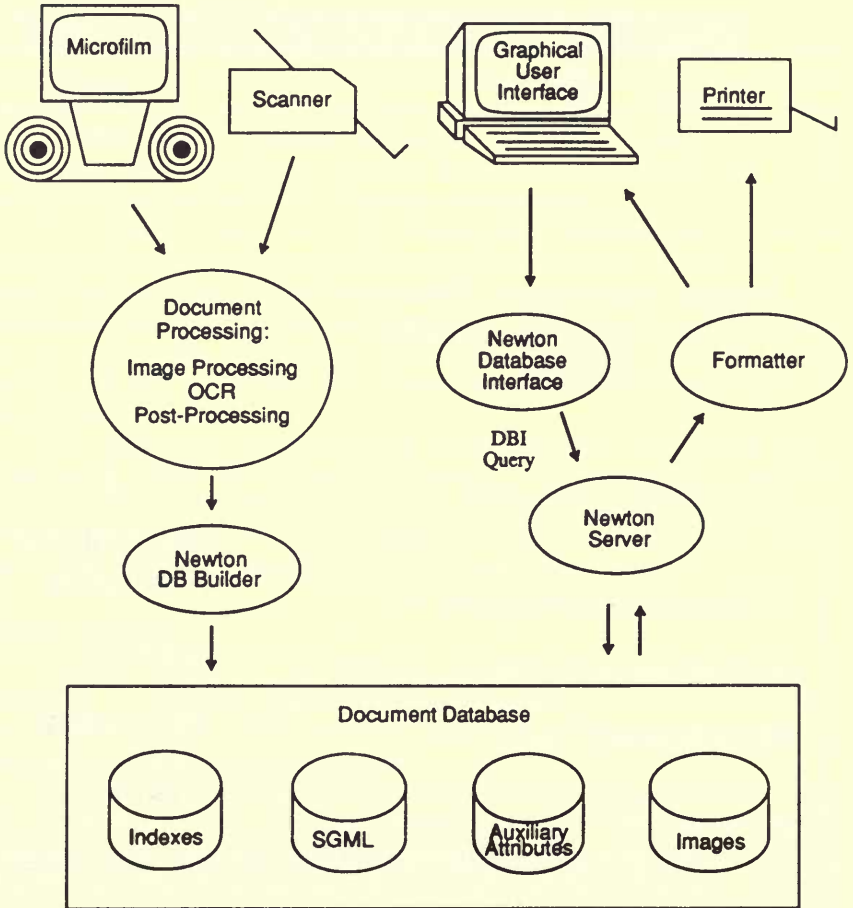 Microfilm
Scanner
Graphical
User
Interface
Printer
Document
Processing:
Image Processing
OCR
Post-Processing
Newton
Database
Interface
Formatter
DBI
Query
Newton
Server
Newton
DB Builder
Document Database
Indexes
SGML
Auxiliary
Attributes
Images